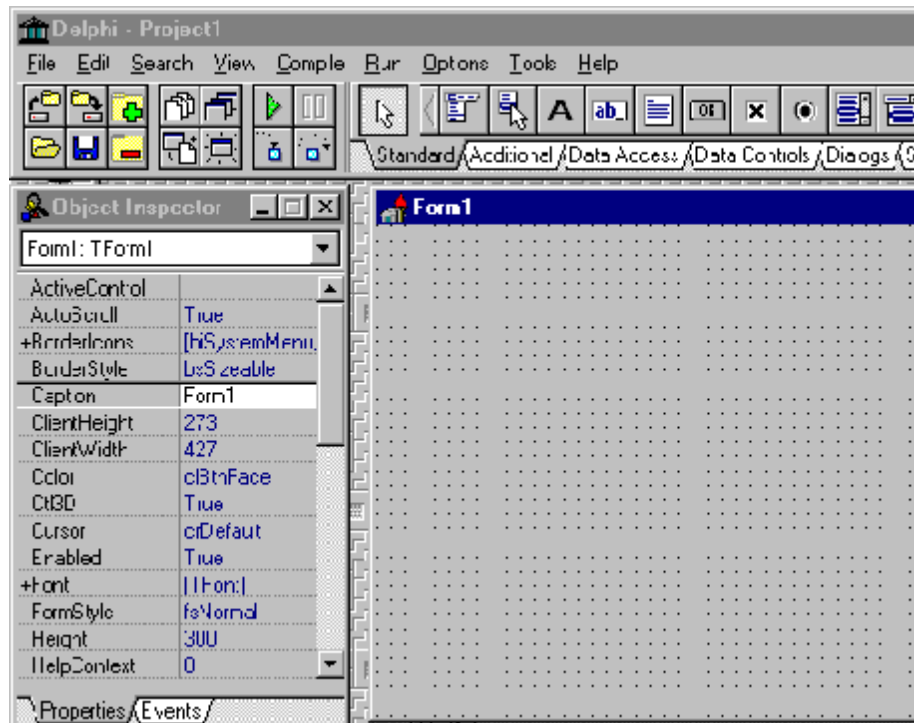 Delphi - Project1
File Edit Search View Compile Run Options Tools Help
A ab OK
Standard Additional Data Access Data Controls Dialogs S
Object Inspector
Form1: TForm1
ActiveControl
AutoScroll True
+BorderIcons [biSystemMenu,
BorderStyle bsSizeable
Caption Form1
ClientHeight 273
ClientWidth 427
Color clBtnFace
Ctl3D True
Cursor crDefault
Enabled True
+Font [TFont]
FormStyle fsNormal
Height 300
HelpContext 0
Properties Events
Form1